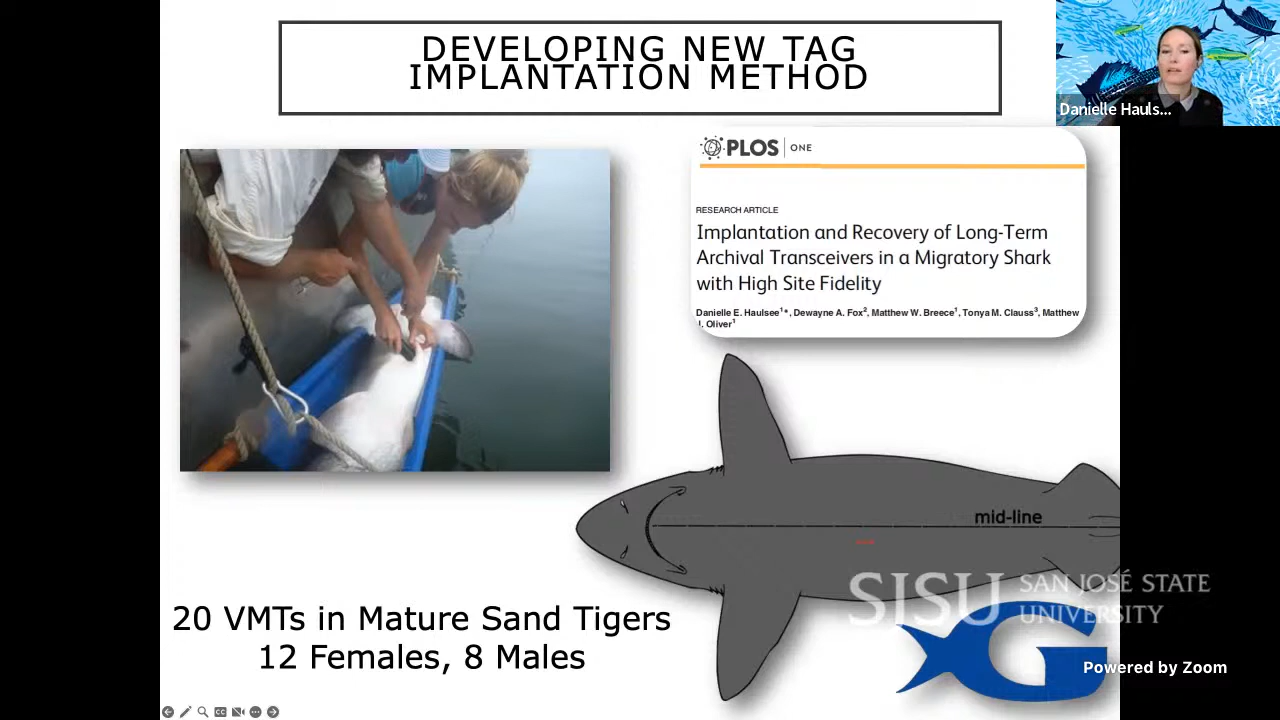 DEVELOPING NEW TAG
IMPLANTATION METHOD
Danielle Hauls...
PLOS | ONE
RESEARCH ARTICLE
Implantation and Recovery of Long-Term
Archival Transceivers in a Migratory Shark
with High Site Fidelity
Danielle E. Haulsee1*, Dewayne A. Fox2, Matthew W. Breece1, Tonya M. Clauss3, Matthew
J. Oliver1
mid-line
SJSU SAN JOSÉ STATE
UNIVERSITY
20 VMTs in Mature Sand Tigers
12 Females, 8 Males
Powered by Zoom
CC